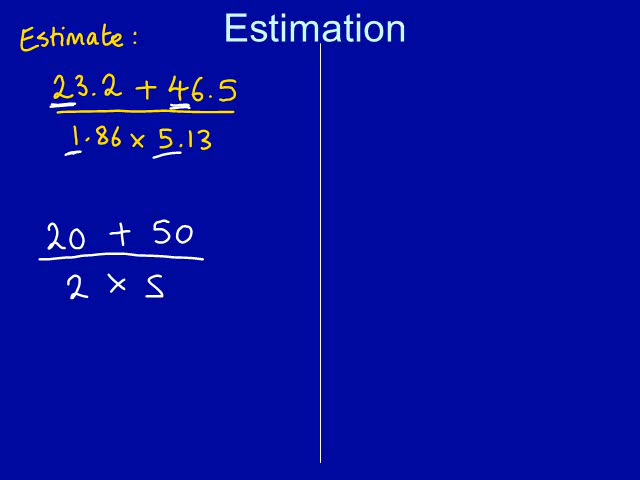 Estimation
Estimate:
23.2 + 46.5
1.86 × 5.13
20 + 50
2 × 5